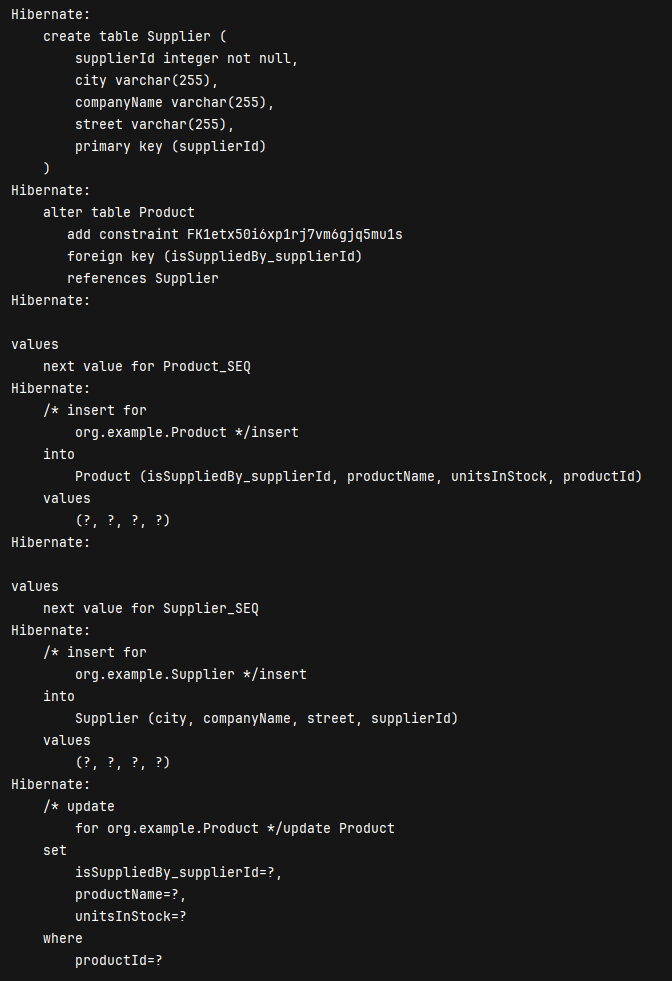 Hibernate:
    create table Supplier (
        supplierId integer not null,
        city varchar(255),
        companyName varchar(255),
        street varchar(255),
        primary key (supplierId)
    )
Hibernate:
    alter table Product
       add constraint FK1etx50i6xp1rj7vm6gjq5mu1s
       foreign key (isSuppliedBy_supplierId)
       references Supplier
Hibernate:

values
    next value for Product_SEQ
Hibernate:
    /* insert for
        org.example.Product */insert
    into
        Product (isSuppliedBy_supplierId, productName, unitsInStock, productId)
    values
        (?, ?, ?, ?)
Hibernate:

values
    next value for Supplier_SEQ
Hibernate:
    /* insert for
        org.example.Supplier */insert
    into
        Supplier (city, companyName, street, supplierId)
    values
        (?, ?, ?, ?)
Hibernate:
    /* update
        for org.example.Product */update Product
    set
        isSuppliedBy_supplierId=?,
        productName=?,
        unitsInStock=?
    where
        productId=?